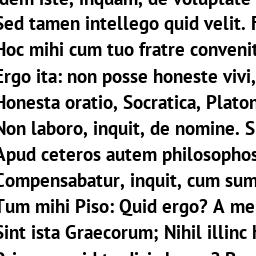 idem iste, inquam, de voluptate
Sed tamen intellego quid velit.
Hoc mihi cum tuo fratre convenit
Ergo ita: non posse honeste vivi,
Honesta oratio, Socratica, Platon
Non laboro, inquit, de nomine. S
Apud ceteros autem philosophos
Compensabatur, inquit, cum sum
Tum mihi Piso: Quid ergo? A me
Sint ista Graecorum; Nihil illinc